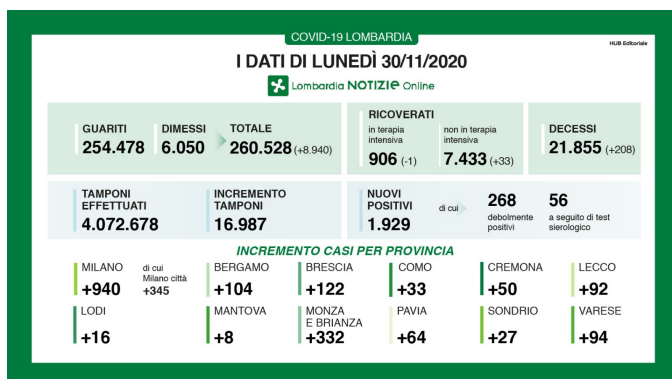 COVID-19 LOMBARDIA
HUB Editoriale
I DATI DI LUNEDÌ 30/11/2020
Lombardia NOTIZIE Online
GUARITI
254.478
DIMESSI
6.050
TOTALE
260.528 (+8.940)
RICOVERATI
in terapia
intensiva
906 (-1)
non in terapia
intensiva
7.433 (+33)
DECESSI
21.855 (+208)
TAMPONI
EFFETTUATI
4.072.678
INCREMENTO
TAMPONI
16.987
NUOVI
POSITIVI
1.929
di cui
268
debolmente
positivi
56
a seguito di test
sierologico
INCREMENTO CASI PER PROVINCIA
MILANO
+940
di cui
Milano città
+345
BERGAMO
+104
BRESCIA
+122
COMO
+33
CREMONA
+50
LECCO
+92
LODI
+16
MANTOVA
+8
MONZA
E BRIANZA
+332
PAVIA
+64
SONDRIO
+27
VARESE
+94